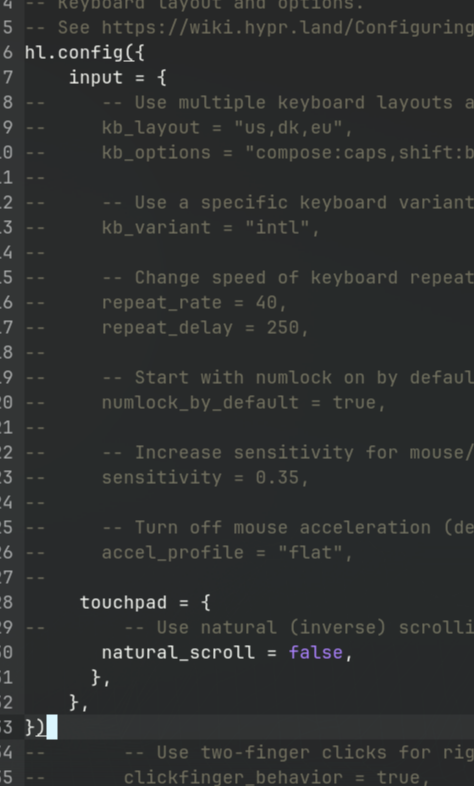 4 -- Keyboard layout and options.
5 -- See https://wiki.hypr.land/Configuring
6 hl.config({
7     input = {
8 --     -- Use multiple keyboard layouts a
9 --     kb_layout = "us,dk,eu",
10 --     kb_options = "compose:caps,shift:b
11 --
12 --     -- Use a specific keyboard variant
13 --     kb_variant = "intl",
14 --
15 --     -- Change speed of keyboard repeat
16 --     repeat_rate = 40,
17 --     repeat_delay = 250,
18 --
19 --     -- Start with numlock on by defaul
20 --     numlock_by_default = true,
21 --
22 --     -- Increase sensitivity for mouse/
23 --     sensitivity = 0.35,
24 --
25 --     -- Turn off mouse acceleration (de
26 --     accel_profile = "flat",
27 --
28      touchpad = {
29 --       -- Use natural (inverse) scrolli
30        natural_scroll = false,
31       },
32     },
33 })
34 --       -- Use two-finger clicks for rig
35 --       clickfinger_behavior = true,